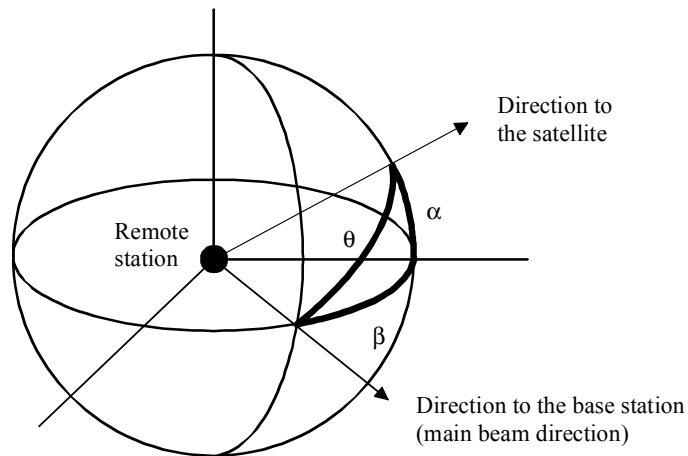 Direction to
the satellite
α
Remote
station
θ
β
Direction to the base station
(main beam direction)